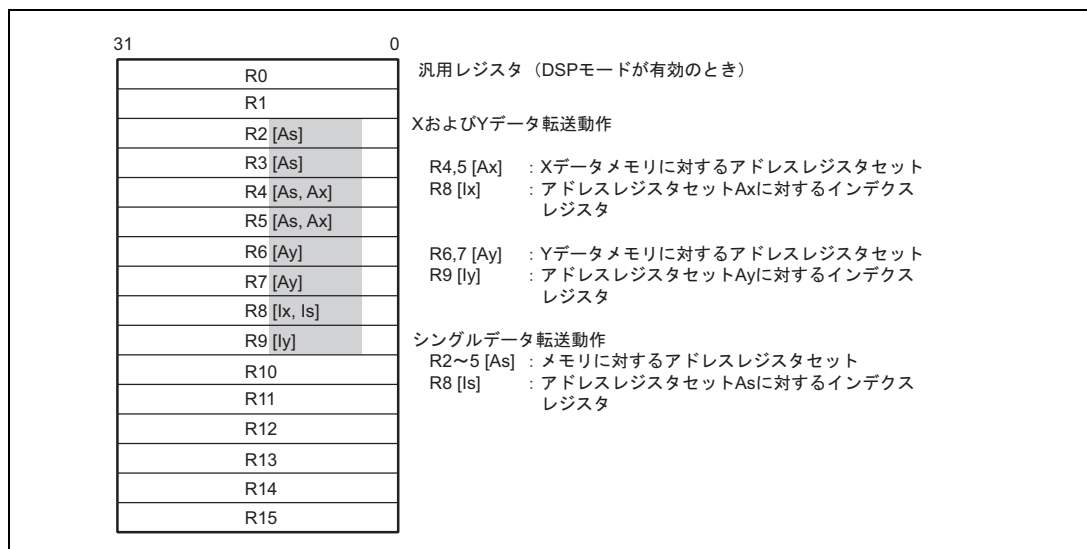 31 0
R0
R1
R2 [As]
R3 [As]
R4 [As, Ax]
R5 [As, Ax]
R6 [Ay]
R7 [Ay]
R8 [Ix, Is]
R9 [Iy]
R10
R11
R12
R13
R14
R15
汎用レジスタ（DSPモードが有効のとき）
XおよびYデータ転送動作
R4,5 [Ax] ：Xデータメモリに対するアドレスレジスタセット
R8 [Ix] ：アドレスレジスタセットAxに対するインデクス
レジスタ
R6,7 [Ay] ：Yデータメモリに対するアドレスレジスタセット
R9 [Iy] ：アドレスレジスタセットAyに対するインデクス
レジスタ
シングルデータ転送動作
R2～5 [As] ：メモリに対するアドレスレジスタセット
R8 [Is] ：アドレスレジスタセットAsに対するインデクス
レジスタ